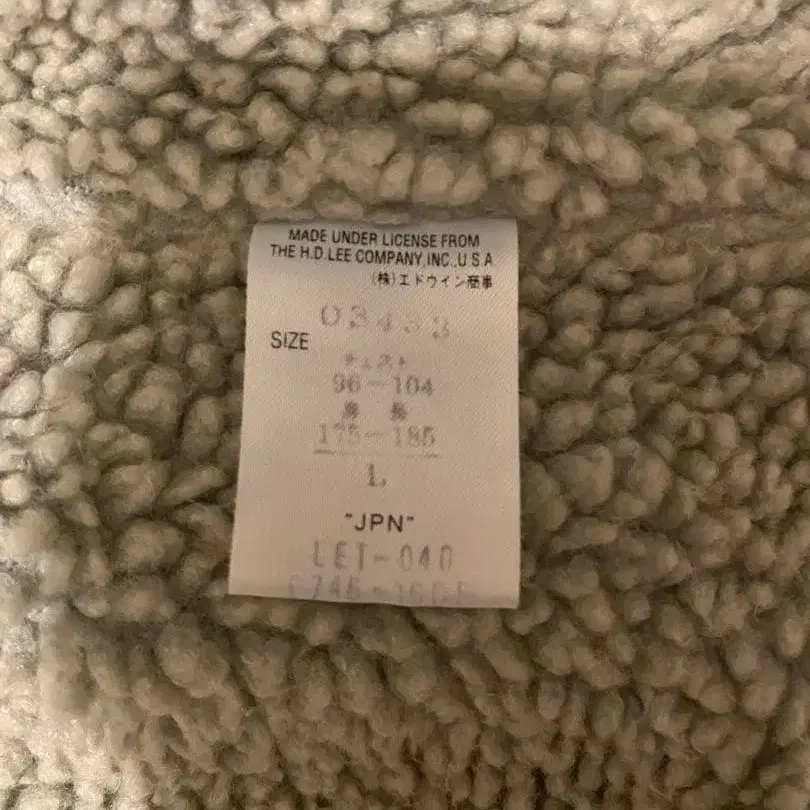 MADE UNDER LICENSE FROM
THE H.D.LEE COMPANY,INC.,U.S.A
(株)エドウイン商事
SIZE
チェスト
96-104
身 長
175-185
L
"JPN"
LET-040